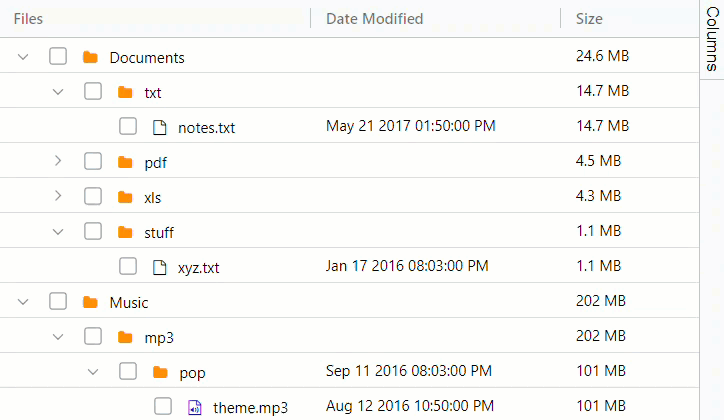 Files Date Modified Size
Documents 24.6 MB
txt 14.7 MB
notes.txt May 21 2017 01:50:00 PM 14.7 MB
pdf 4.5 MB
xls 4.3 MB
stuff 1.1 MB
xyz.txt Jan 17 2016 08:03:00 PM 1.1 MB
Music 202 MB
mp3 202 MB
pop Sep 11 2016 08:03:00 PM 101 MB
theme.mp3 Aug 12 2016 10:50:00 PM 101 MB
Columns